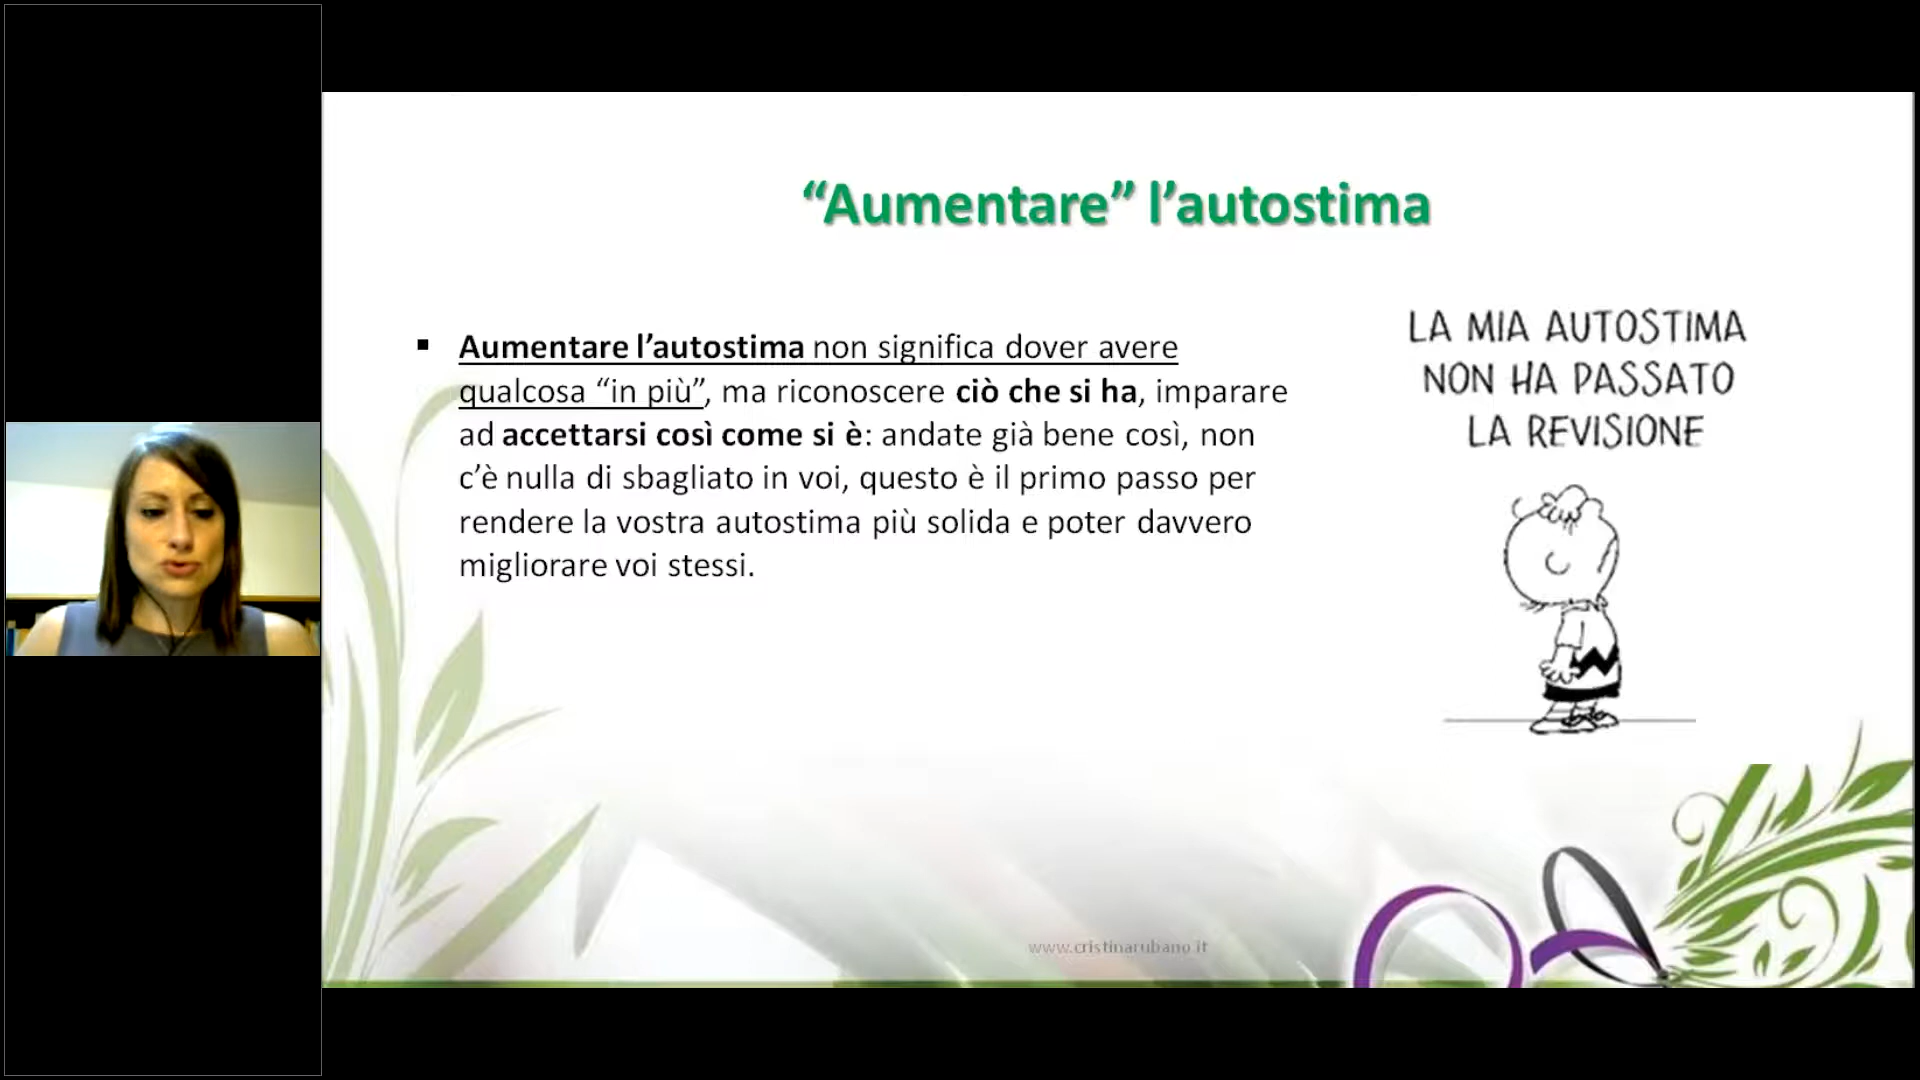 “Aumentare” l’autostima
▪ Aumentare l’autostima non significa dover avere
qualcosa “in più”, ma riconoscere ciò che si ha, imparare
ad accettarsi così come si è: andate già bene così, non
c’è nulla di sbagliato in voi, questo è il primo passo per
rendere la vostra autostima più solida e poter davvero
migliorare voi stessi.
LA MIA AUTOSTIMA
NON HA PASSATO
LA REVISIONE
www.cristinarubano.it